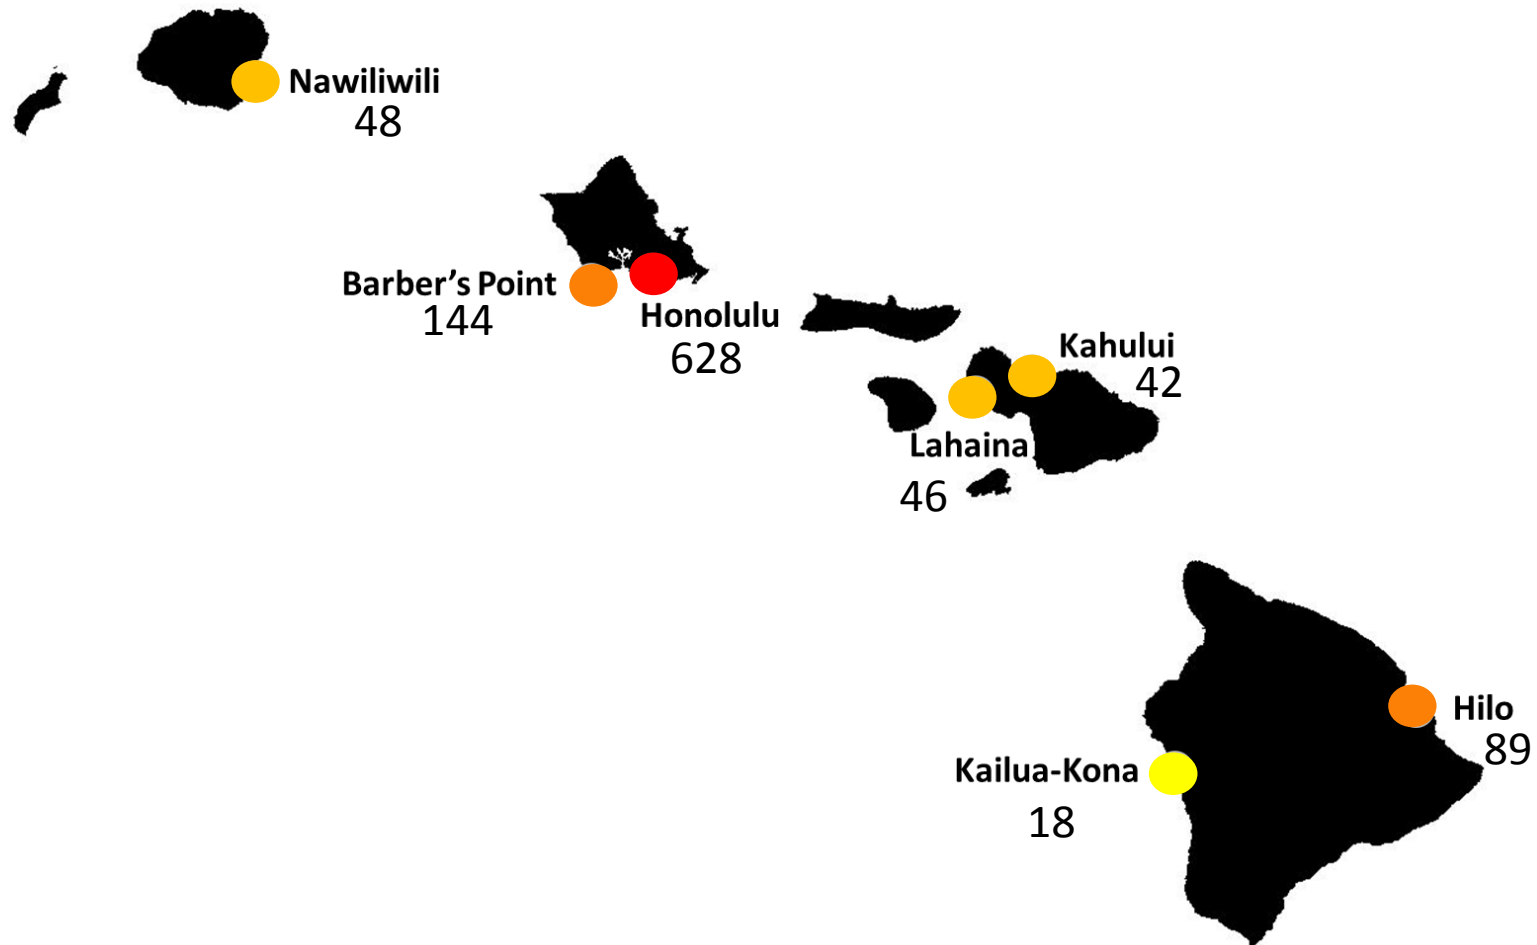 Nawiliwili
48
Barber’s Point
144
Honolulu
628
Kahului
42
Lahaina
46
Hilo
89
Kailua-Kona
18